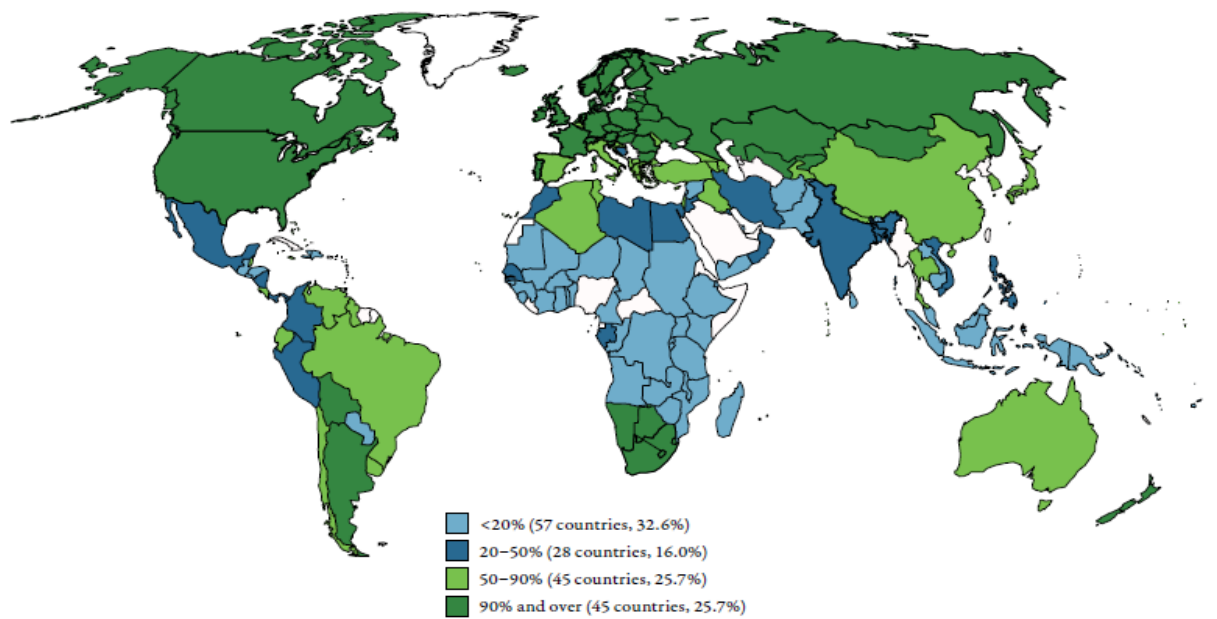 <20% (57 countries, 32.6%)
20–50% (28 countries, 16.0%)
50–90% (45 countries, 25.7%)
90% and over (45 countries, 25.7%)